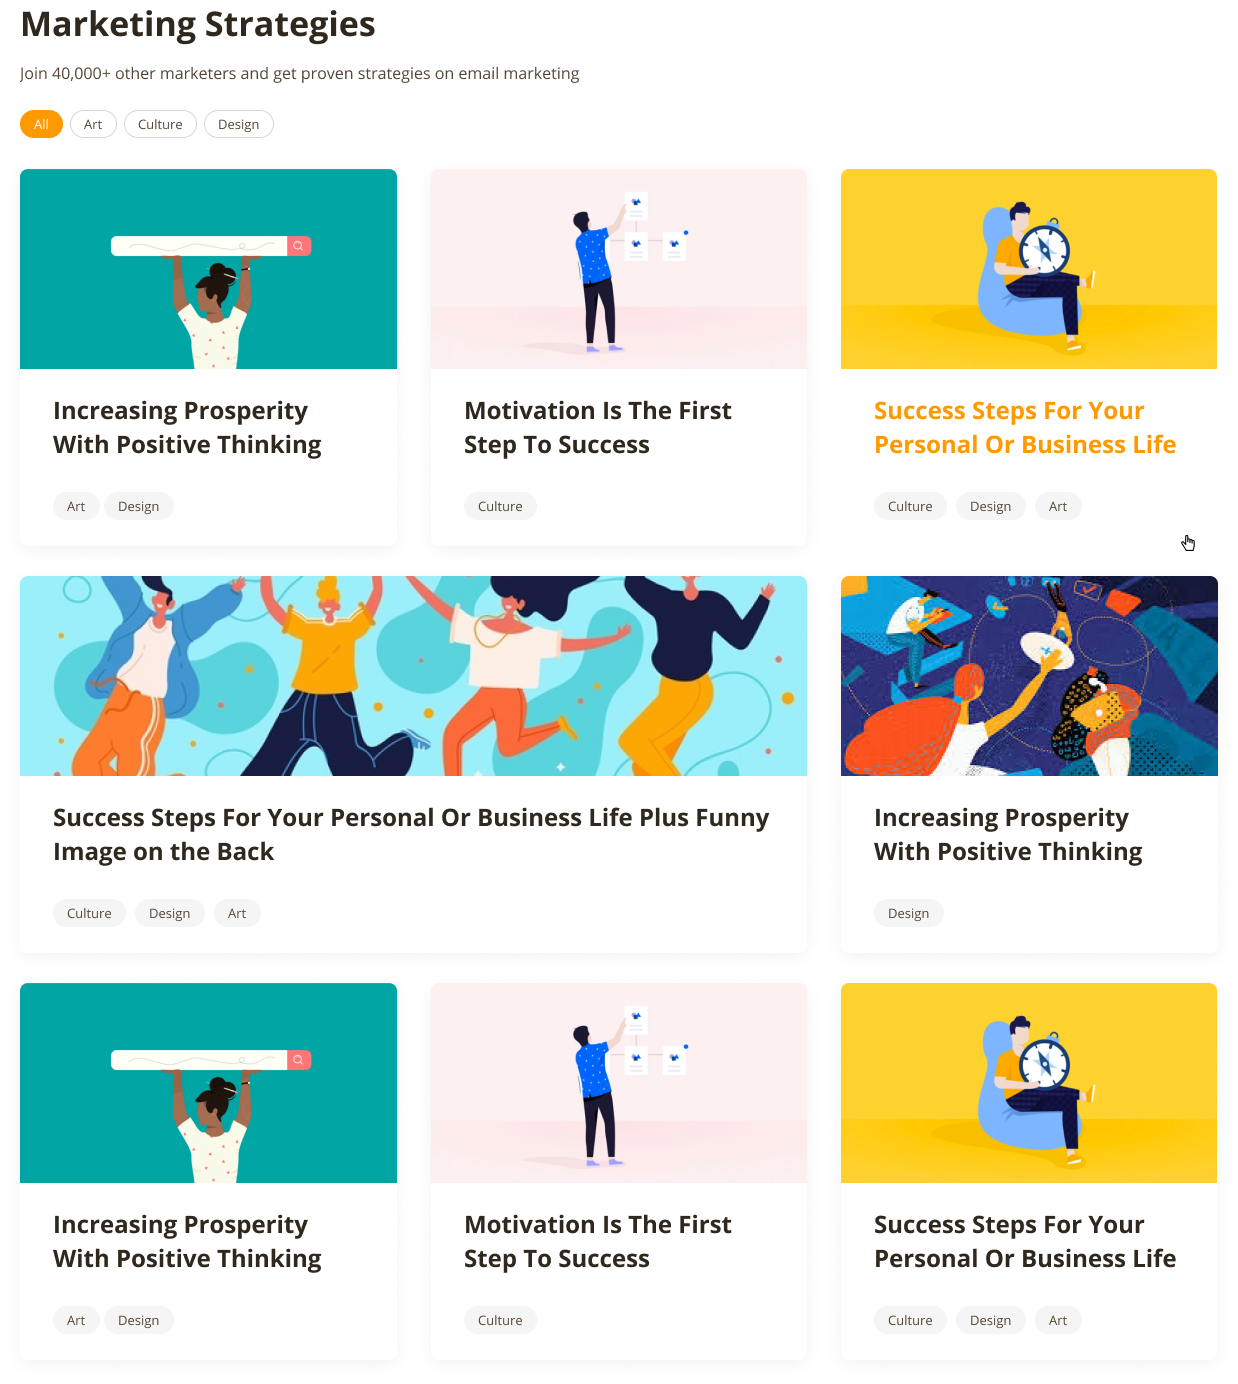 Marketing Strategies
Join 40,000+ other marketers and get proven strategies on email marketing
All Art Culture Design
Increasing Prosperity
With Positive Thinking
Art Design
Motivation Is The First
Step To Success
Culture
Success Steps For Your
Personal Or Business Life
Culture Design Art
Success Steps For Your Personal Or Business Life Plus Funny
Image on the Back
Culture Design Art
Increasing Prosperity
With Positive Thinking
Design
Increasing Prosperity
With Positive Thinking
Art Design
Motivation Is The First
Step To Success
Culture
Success Steps For Your
Personal Or Business Life
Culture Design Art